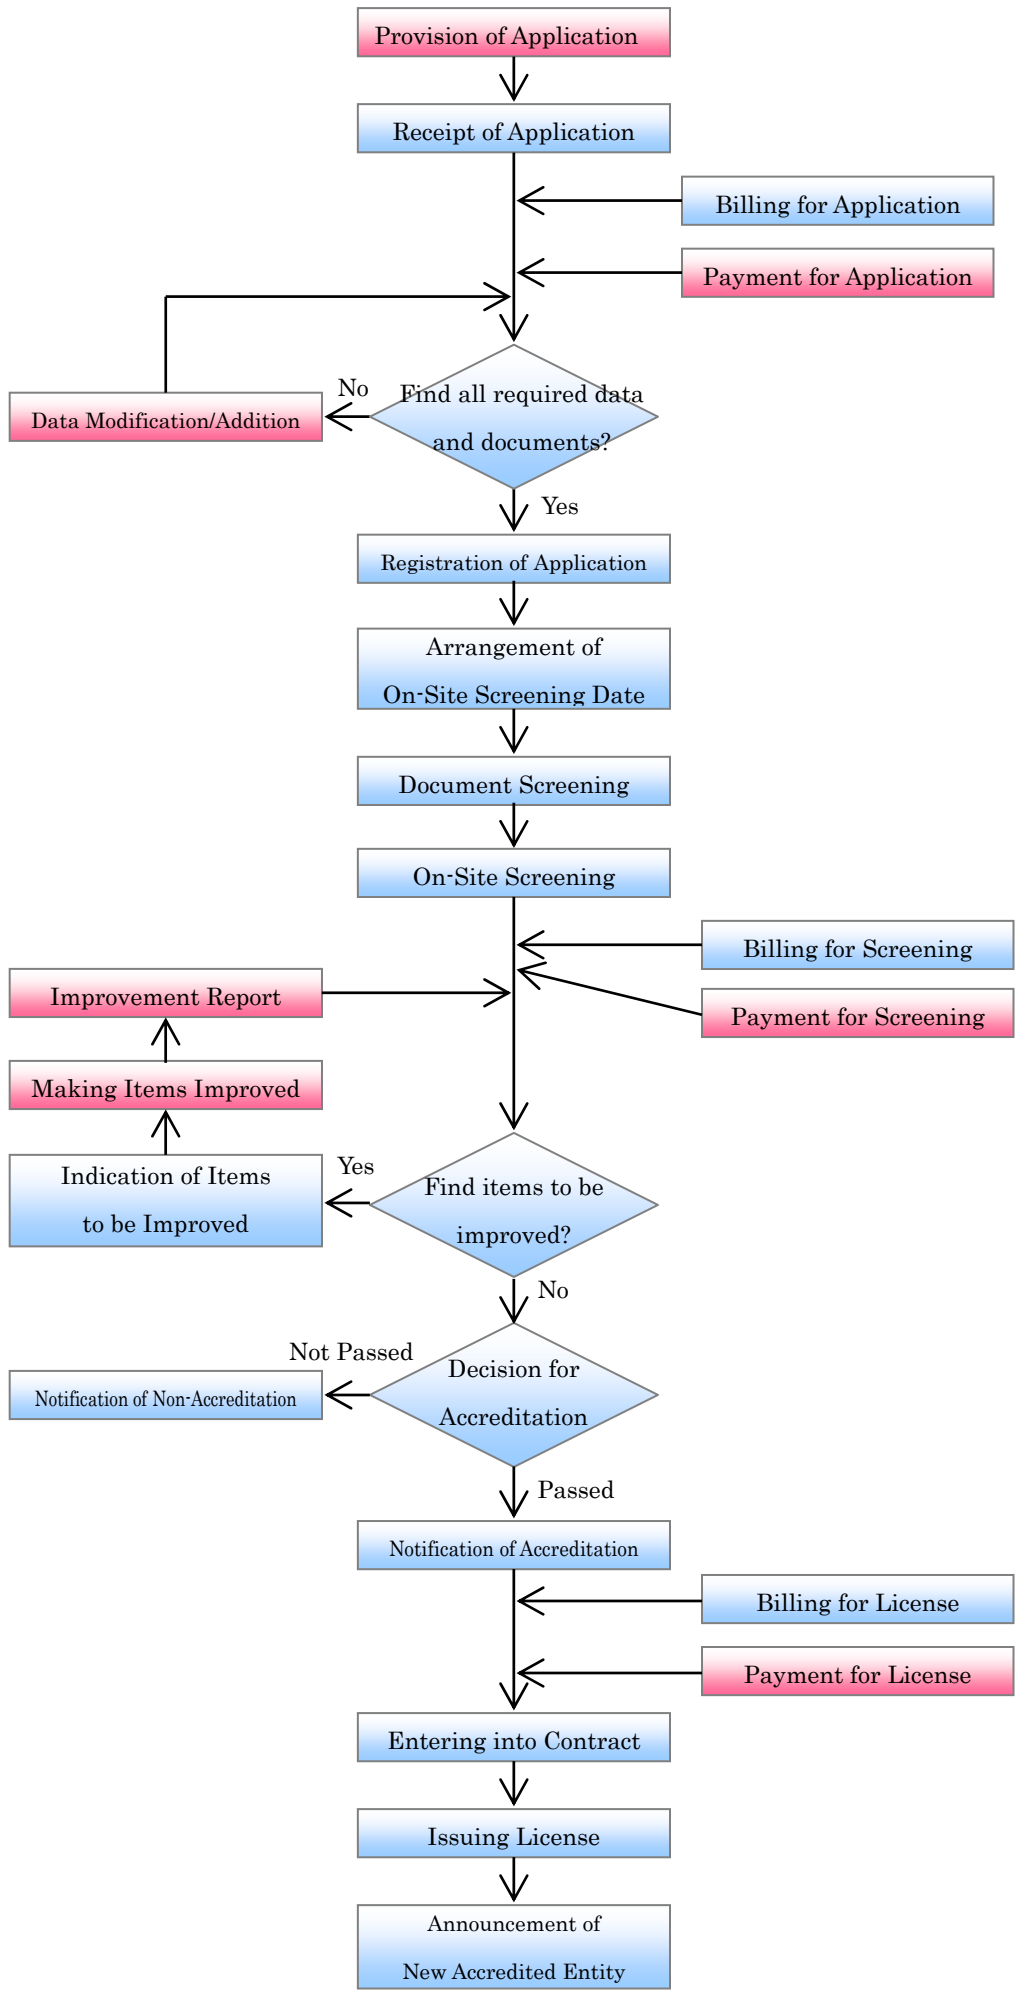 Provision of Application
Receipt of Application
Billing for Application
Payment for Application
No
Find all required data
and documents?
Data Modification/Addition
Yes
Registration of Application
Arrangement of
On-Site Screening Date
Document Screening
On-Site Screening
Billing for Screening
Improvement Report
Payment for Screening
Making Items Improved
Indication of Items
to be Improved
Yes
Find items to be
improved?
No
Not Passed
Decision for
Accreditation
Notification of Non-Accreditation
Passed
Notification of Accreditation
Billing for License
Payment for License
Entering into Contract
Issuing License
Announcement of
New Accredited Entity